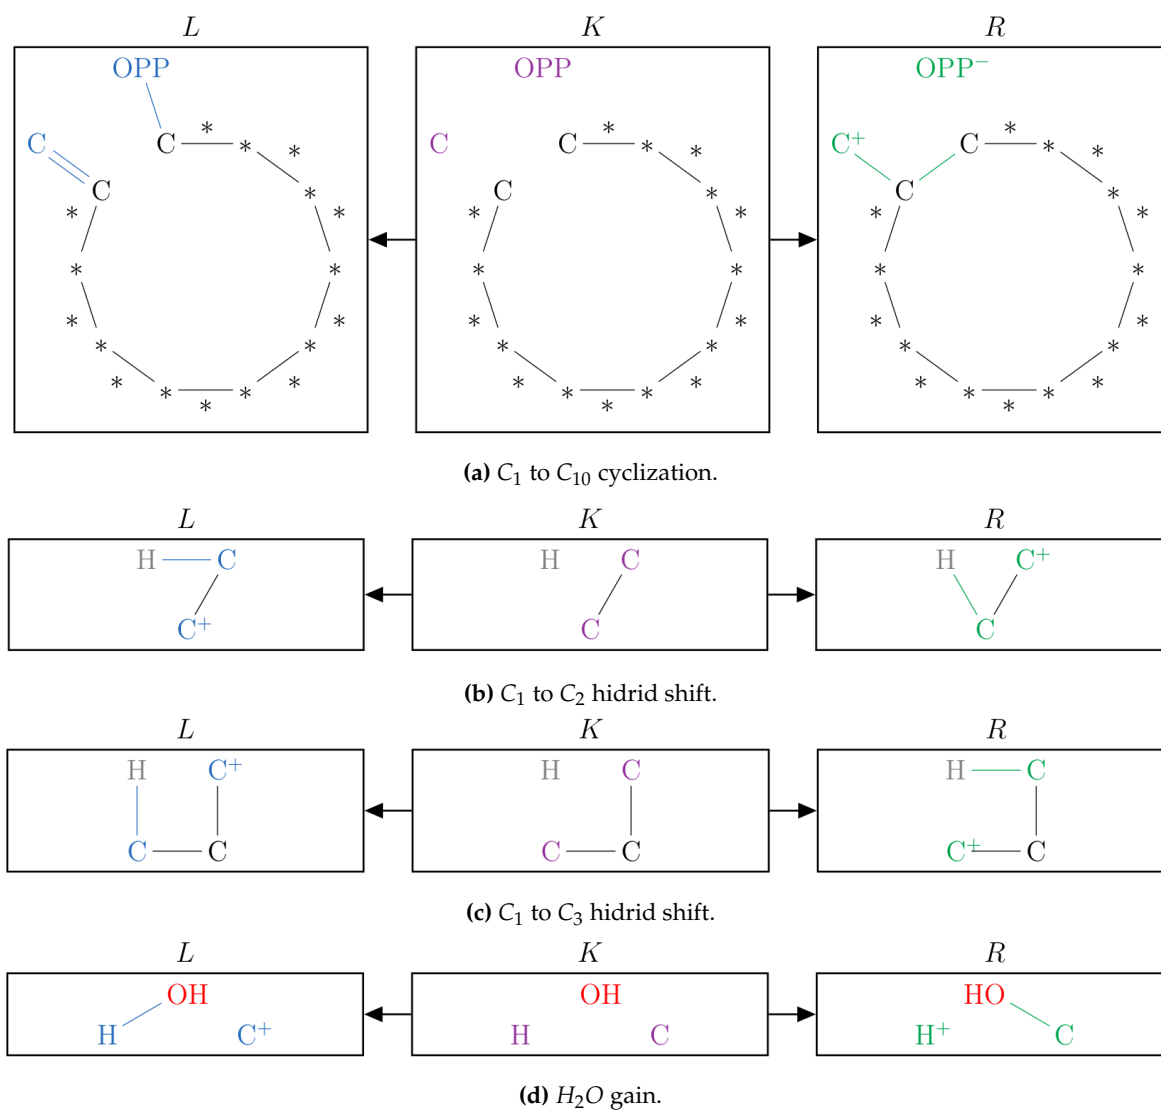 L K R
OPP OPP OPP⁻
* * *
C C * * C C * * C⁺ C * *
C * C * C *
* * * * * *
* * * * * *
* * * * * *
* * * * * *
* * * * * *
* * * * * *
* * *
(a) C₁ to C₁₀ cyclization.
L K R
H C H C H C⁺
C⁺ C C
(b) C₁ to C₂ hidrid shift.
L K R
H C⁺ H C H C
C C C C C⁺ C
(c) C₁ to C₃ hidrid shift.
L K R
OH OH HO
H C⁺ H C H⁺ C
(d) H₂O gain.